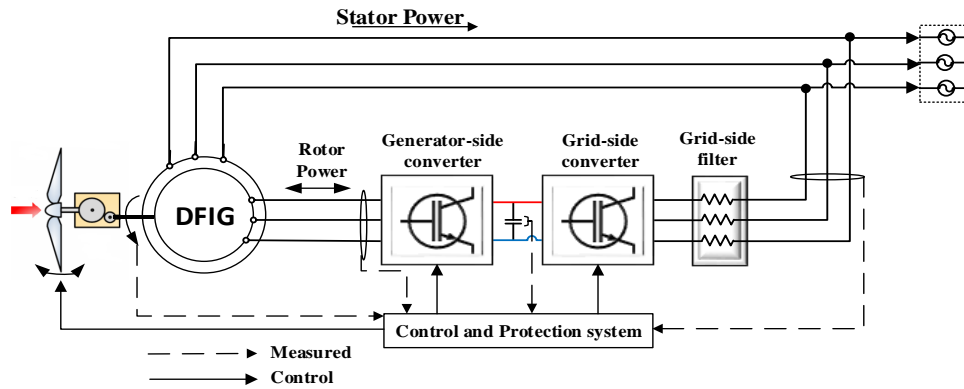 Stator Power
Generator-side
converter
Grid-side
converter
Grid-side
filter
Rotor
Power
DFIG
Control and Protection system
Measured
Control